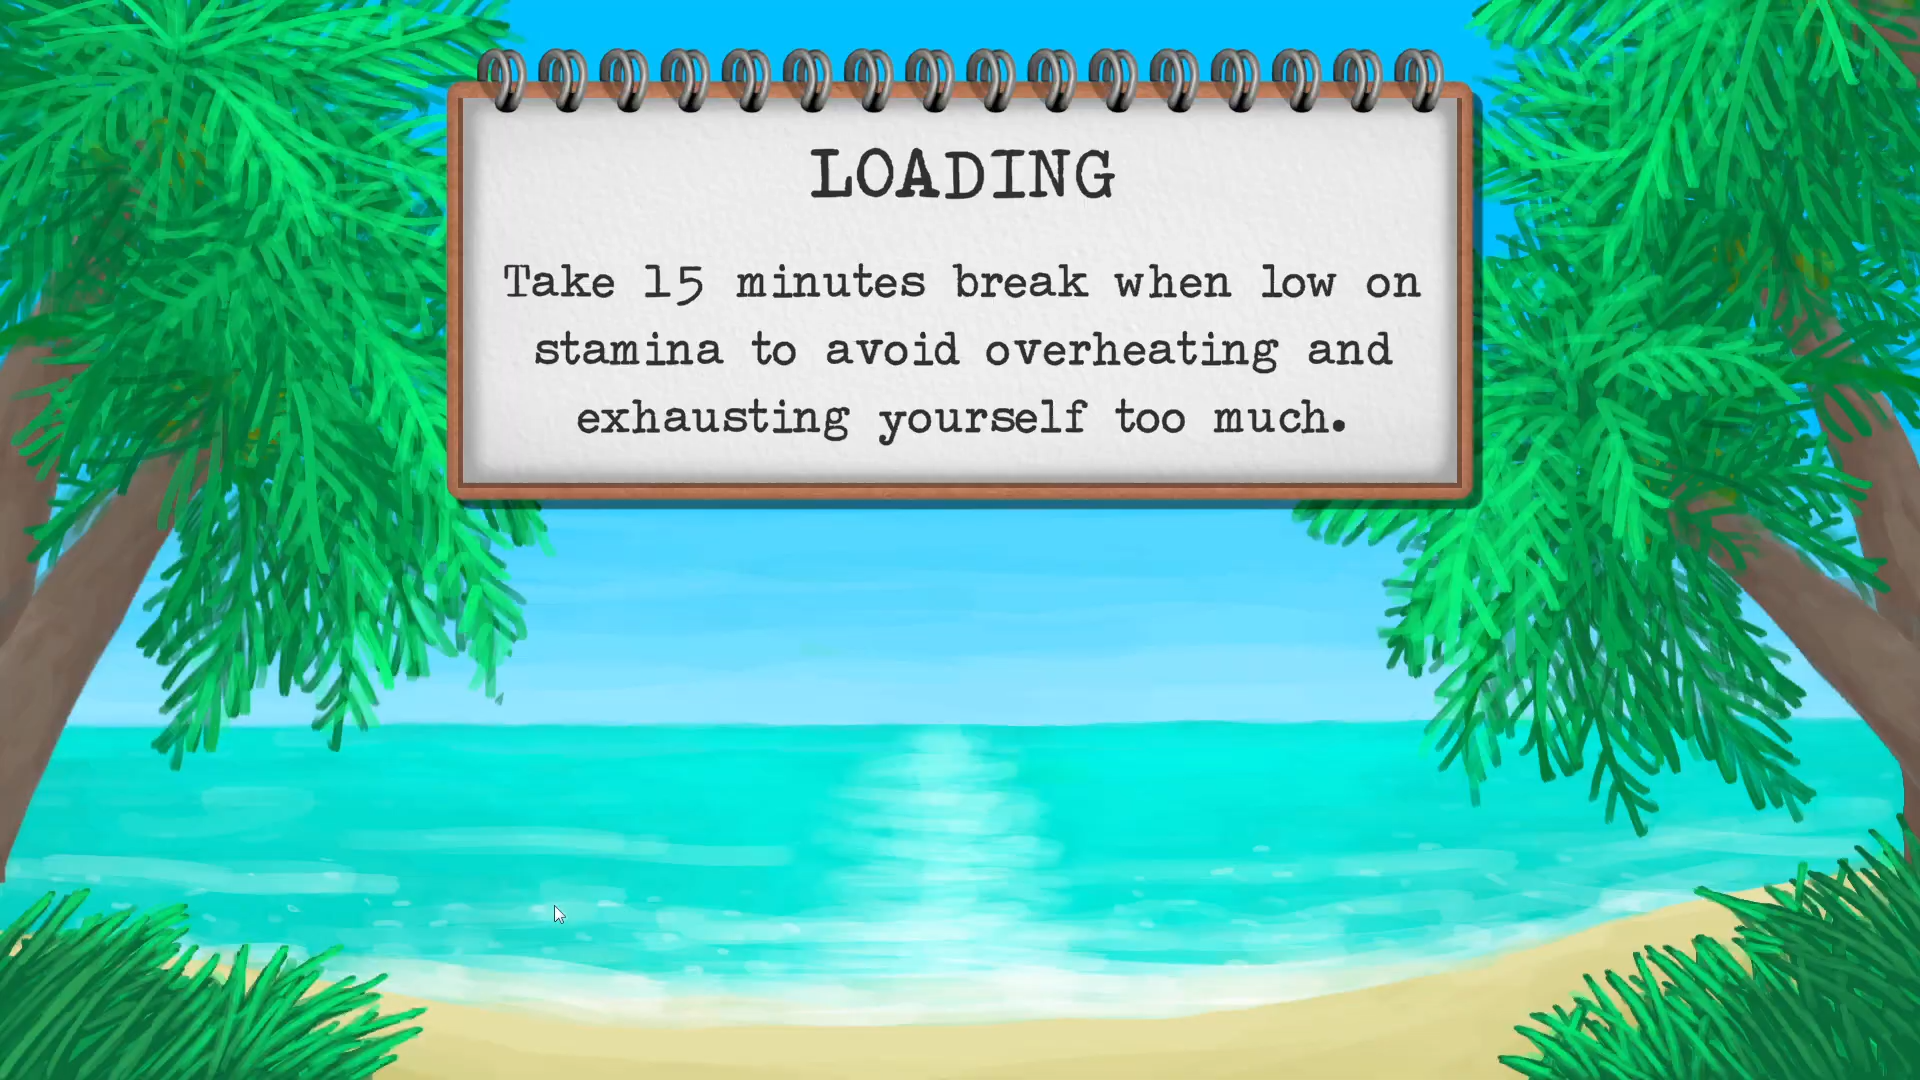 LOADING
Take 15 minutes break when low on
stamina to avoid overheating and
exhausting yourself too much.